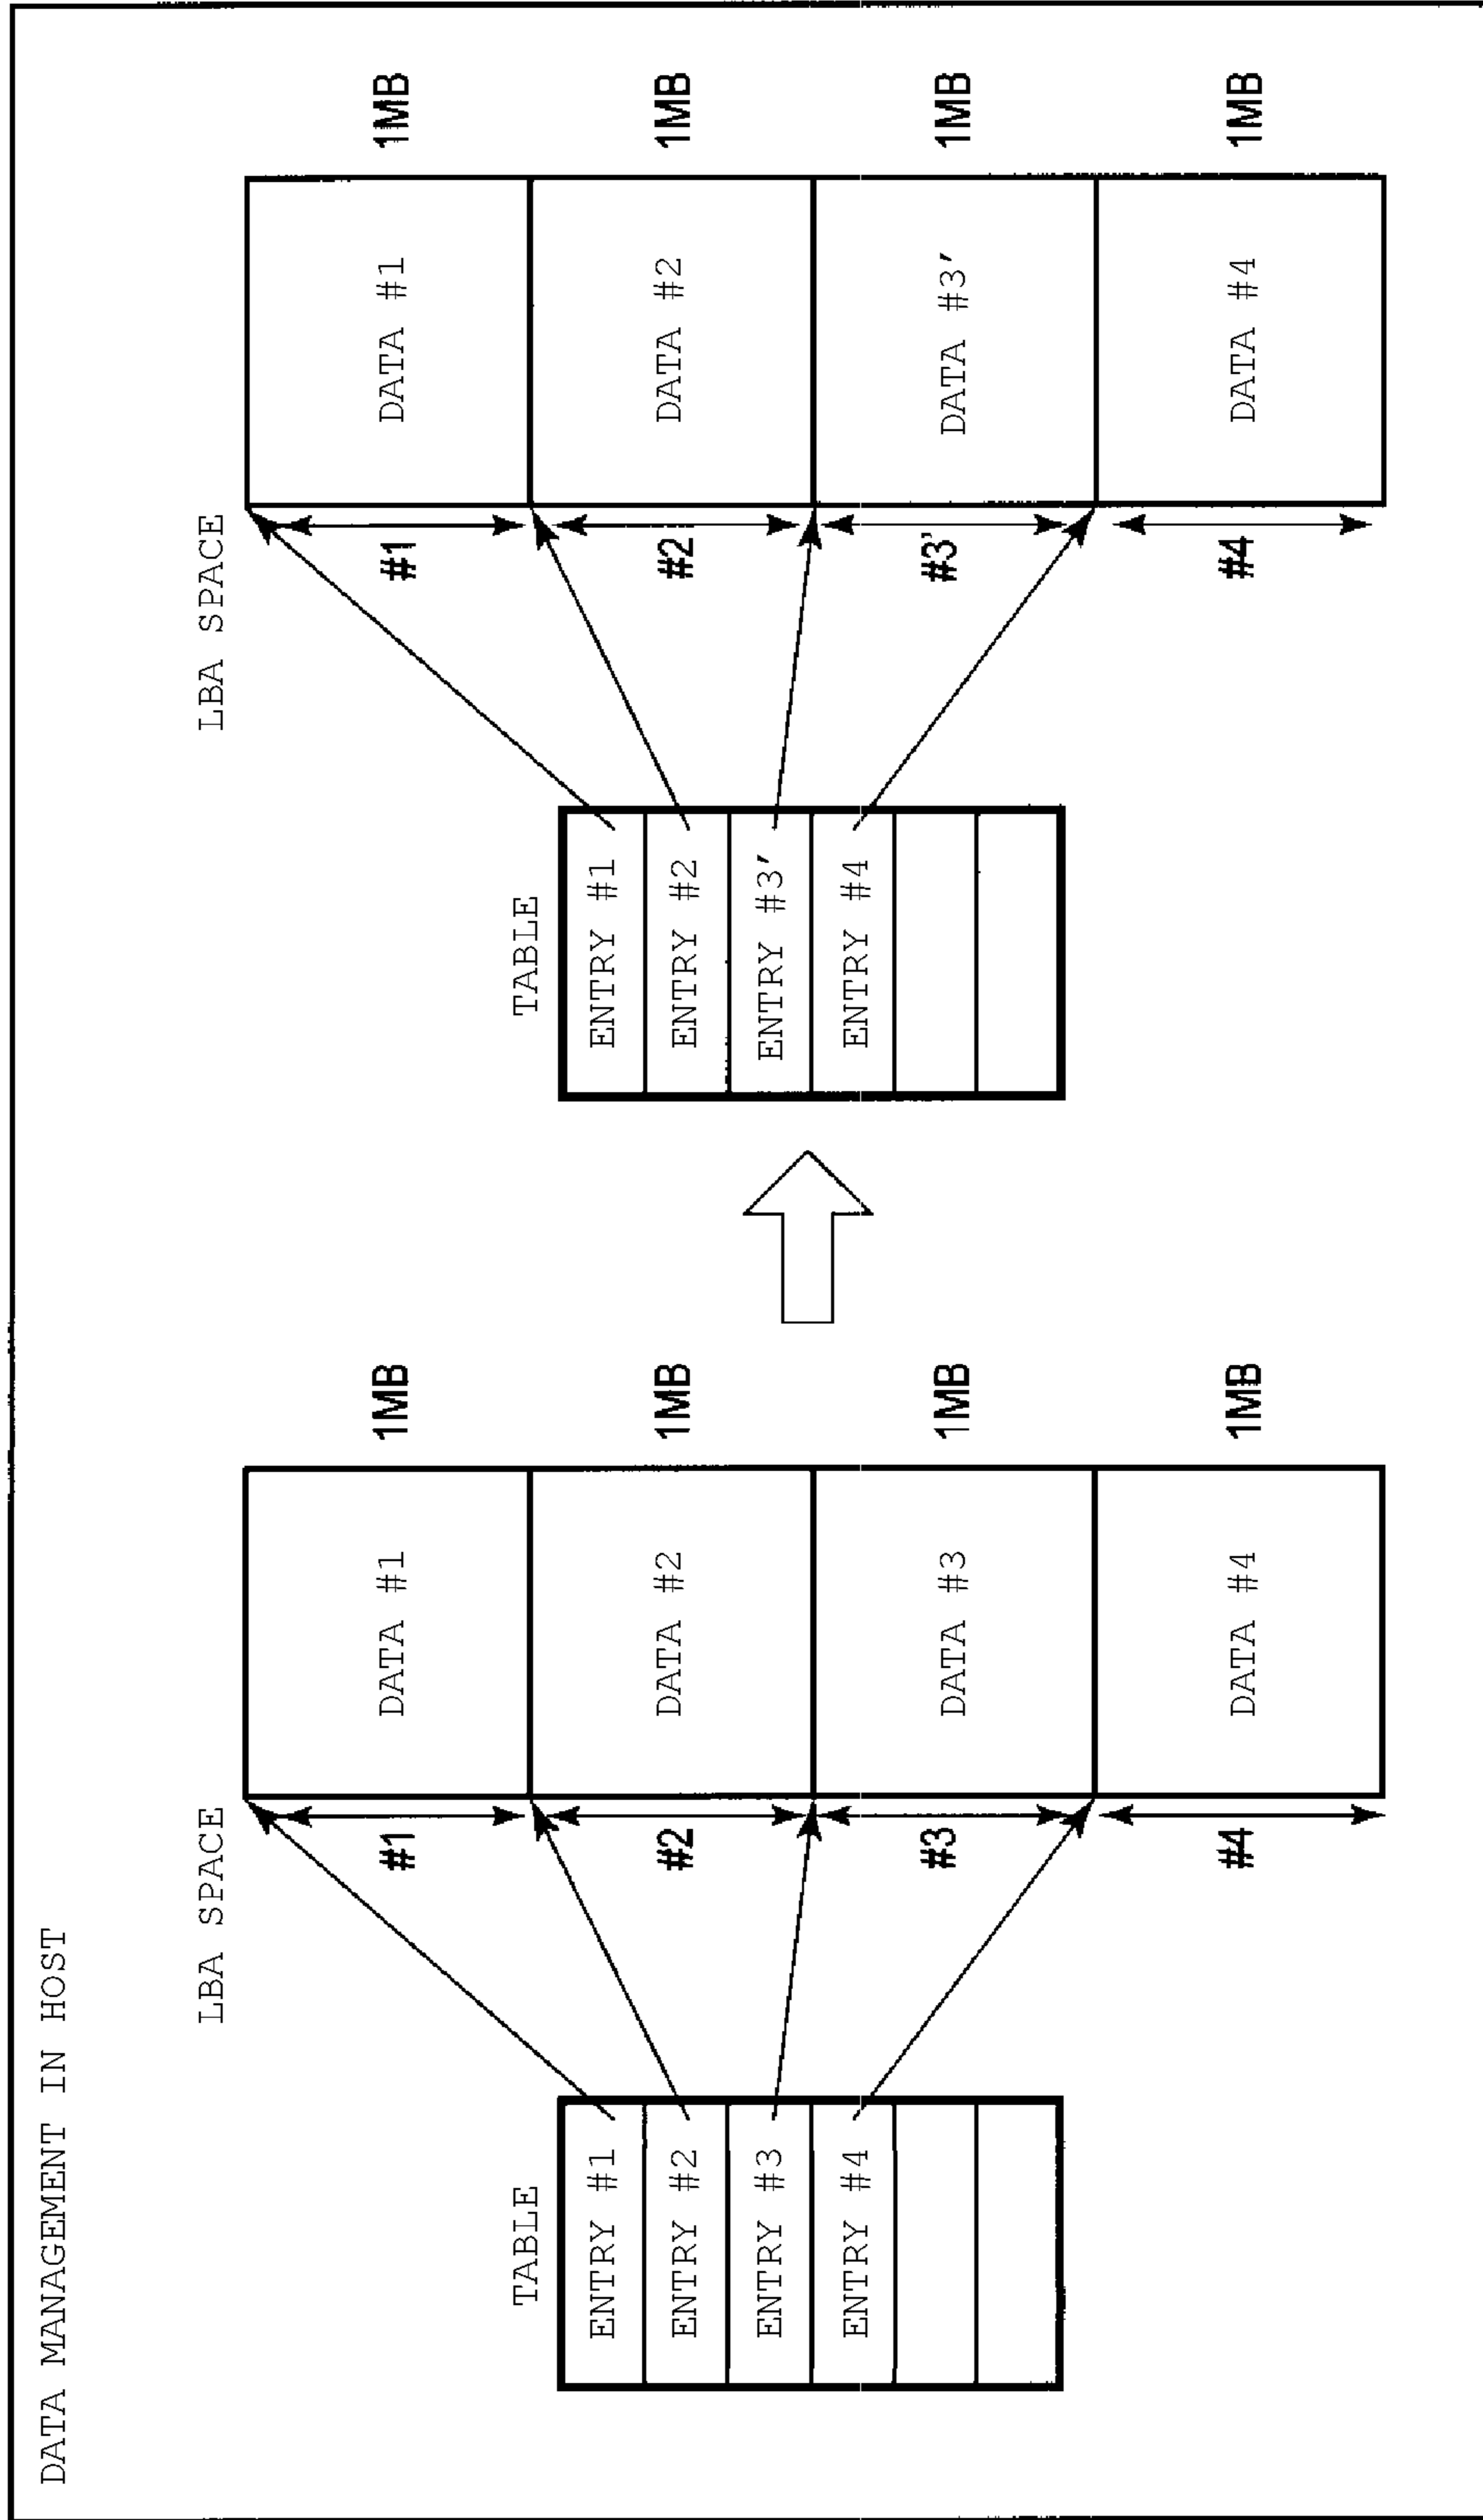 DATA MANAGEMENT IN HOST
TABLE
ENTRY #1
ENTRY #2
ENTRY #3
ENTRY #4
LBA SPACE
#1
#2
#3
#4
DATA #1
DATA #2
DATA #3
DATA #4
1MB
1MB
1MB
1MB
TABLE
ENTRY #1
ENTRY #2
ENTRY #3′
ENTRY #4
LBA SPACE
#1
#2
#3'
#4
DATA #1
DATA #2
DATA #3′
DATA #4
1MB
1MB
1MB
1MB